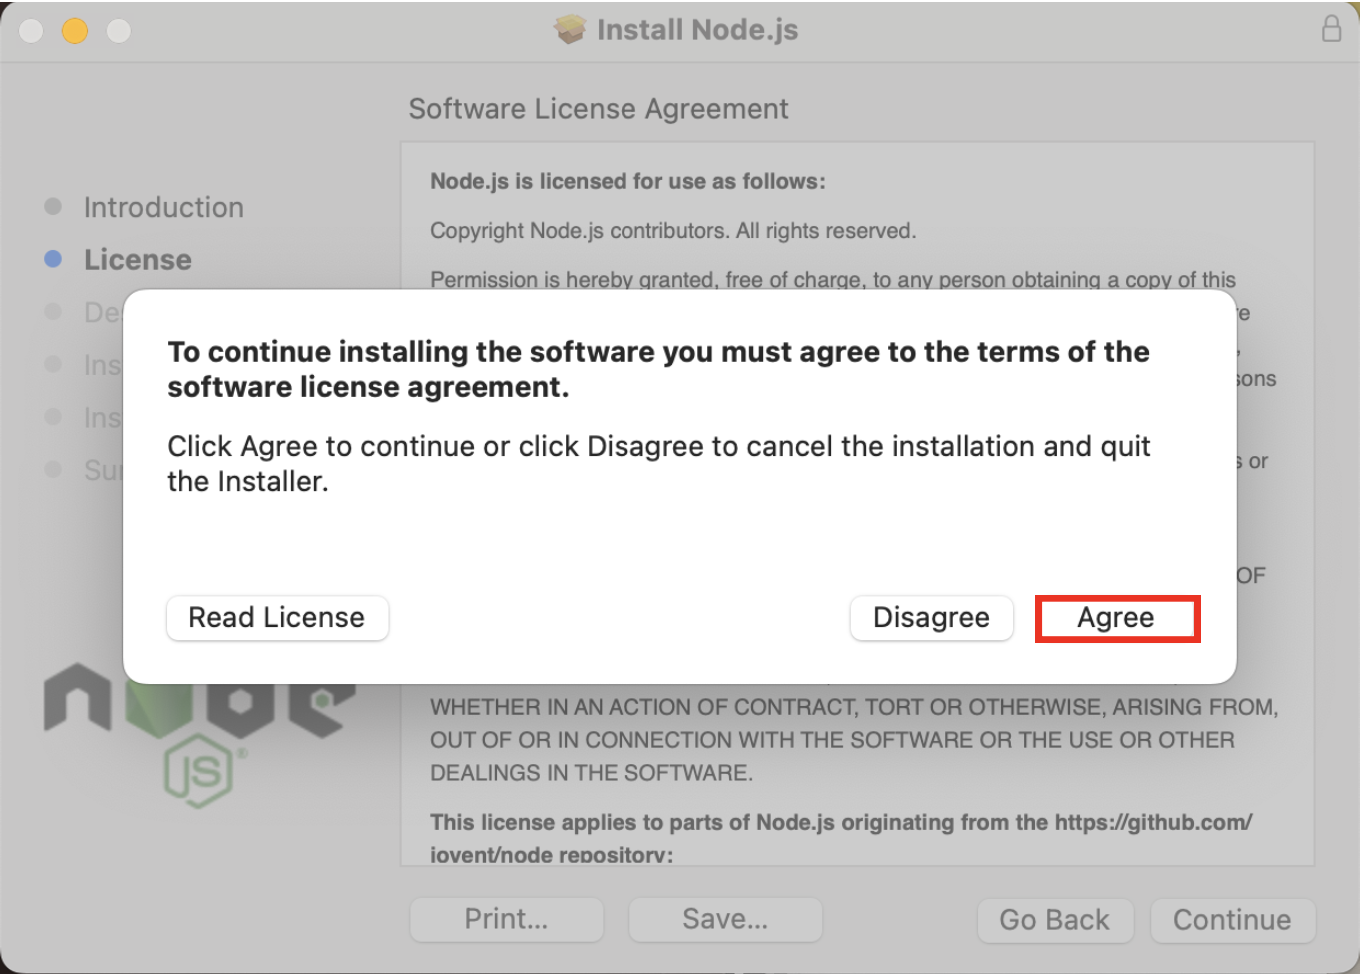 Install Node.js
Software License Agreement
Introduction
License
De
Ins
Ins
Su
Node.js is licensed for use as follows:
Copyright Node.js contributors. All rights reserved.
Permission is hereby granted, free of charge, to any person obtaining a copy of this
re
,
sons
s or
OF
To continue installing the software you must agree to the terms of the
software license agreement.
Click Agree to continue or click Disagree to cancel the installation and quit
the Installer.
Read License
Disagree
Agree
node
JS®
WHETHER IN AN ACTION OF CONTRACT, TORT OR OTHERWISE, ARISING FROM,
OUT OF OR IN CONNECTION WITH THE SOFTWARE OR THE USE OR OTHER
DEALINGS IN THE SOFTWARE.
This license applies to parts of Node.js originating from the https://github.com/
joyent/node repository:
Print...
Save...
Go Back
Continue